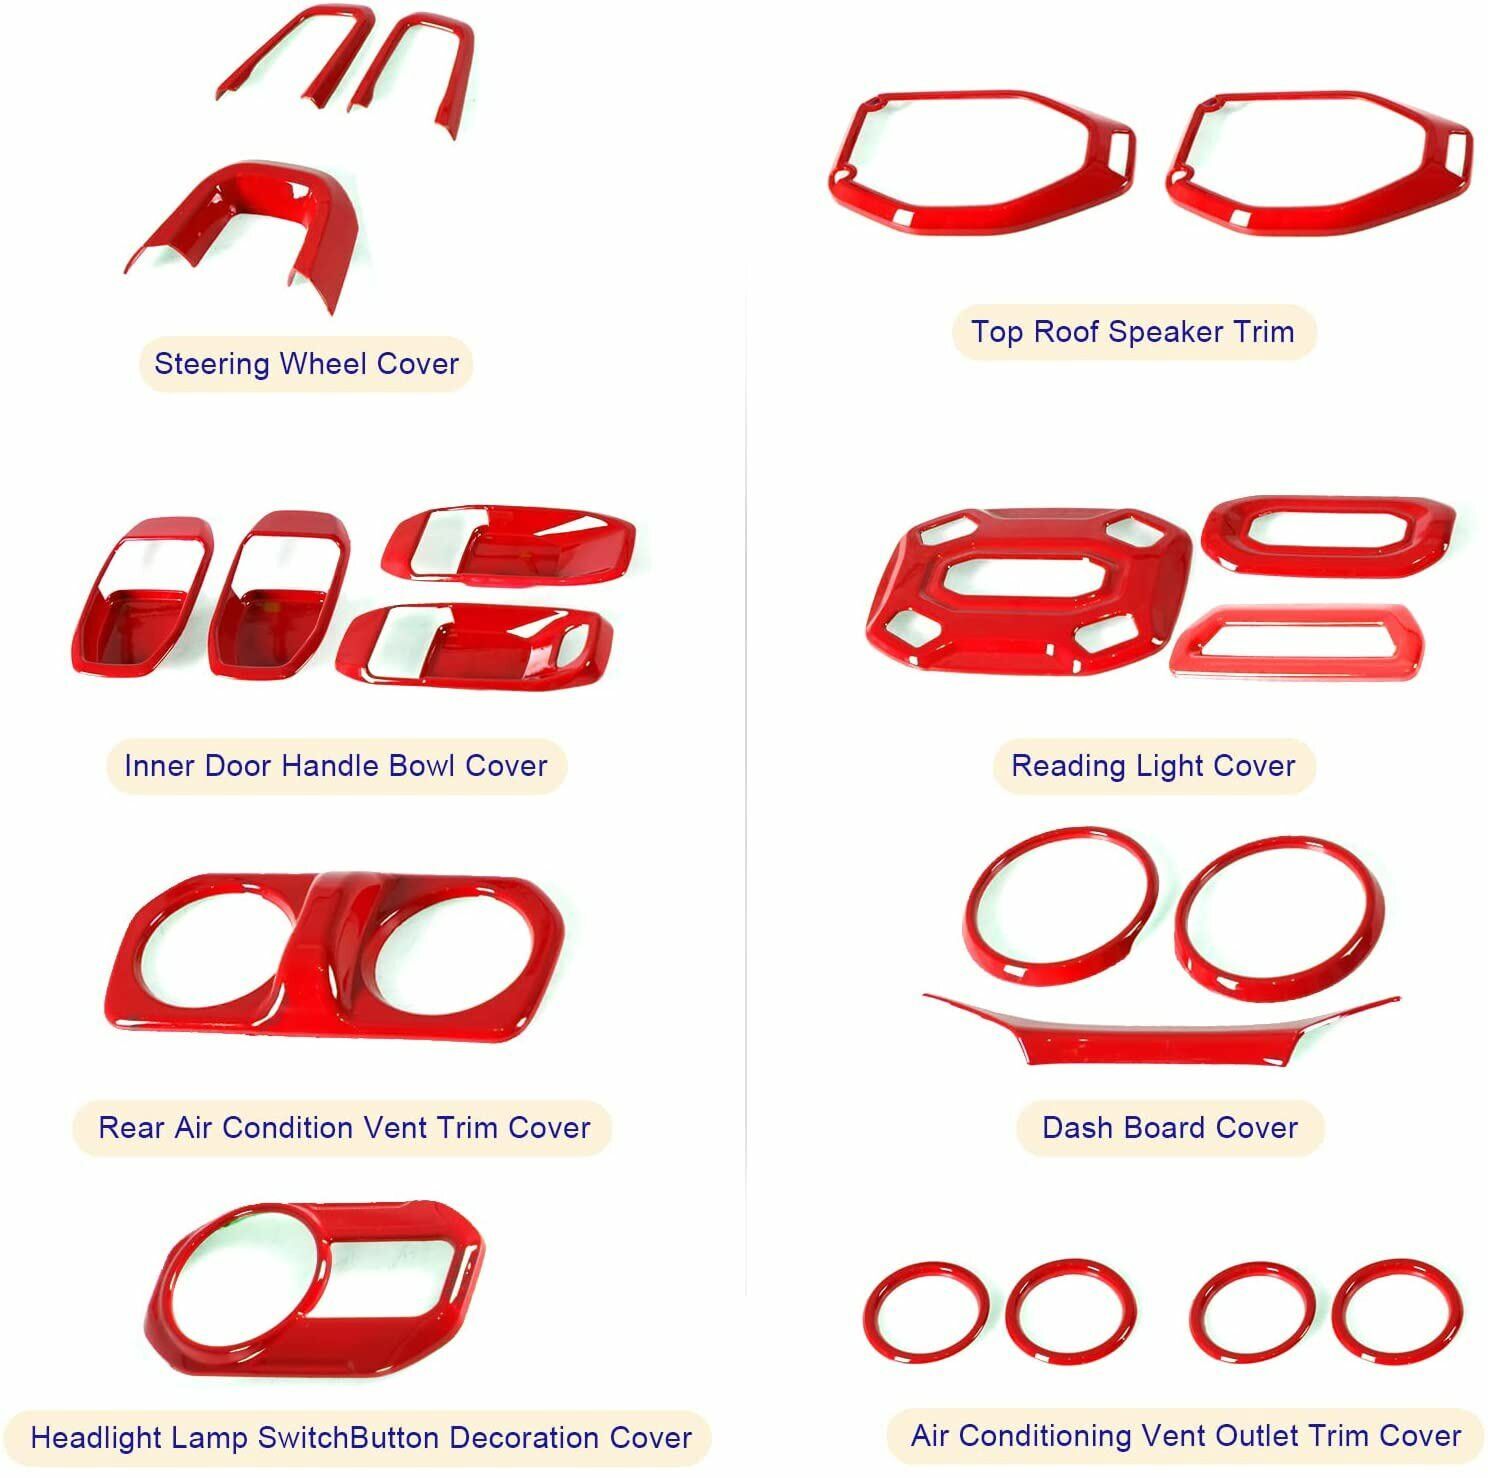 Steering Wheel Cover
Top Roof Speaker Trim
Inner Door Handle Bowl Cover
Reading Light Cover
Rear Air Condition Vent Trim Cover
Dash Board Cover
Headlight Lamp SwitchButton Decoration Cover
Air Conditioning Vent Outlet Trim Cover